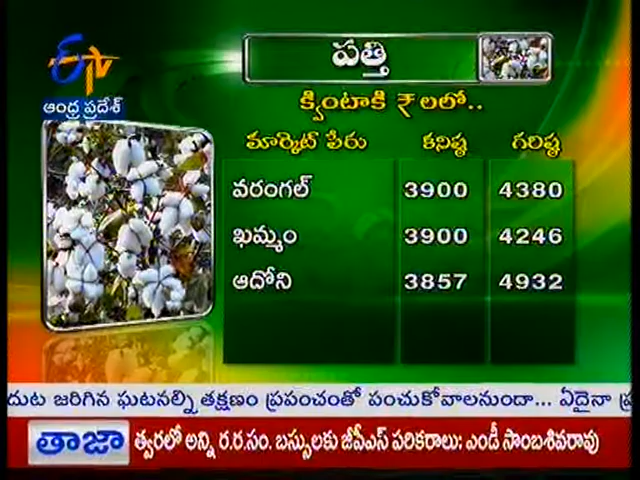 ETV
ఆంధ్ర ప్రదేశ్
పత్తి
క్వింటాకి ₹లలో..
మార్కెట్ పేరు కనిష్ఠ గరిష్ఠ
వరంగల్ 3900 4380
ఖమ్మం 3900 4246
ఆదోని 3857 4932
దుట జరిగిన ఘటనల్ని తక్షణం ప్రపంచంతో పంచుకోవాలనుందా... ఏదైనా ప్ర
తాజా త్వరలో అన్ని ర.ర.సం. బస్సులకు జీపీఎస్ పరికరాలు: ఎండీ సాంబశివరావు